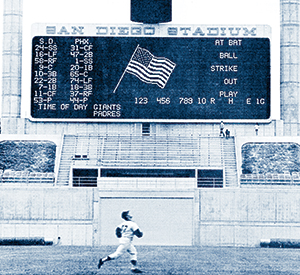 SAN DIEGO STADIUM
S.D. PHX AT BAT
24-SS 31-CF
16-LF 47-2B BALL
58-RF 1-SS
9-C 20-1B STRIKE
10-3B 65-C
22-2B 74-LF OUT
7-1B 18-3B
11-CF 63-RF PLAY
53-P 44-P 123 456 789 10 R H E 1G
TIME OF DAY GIANTS
PADRES